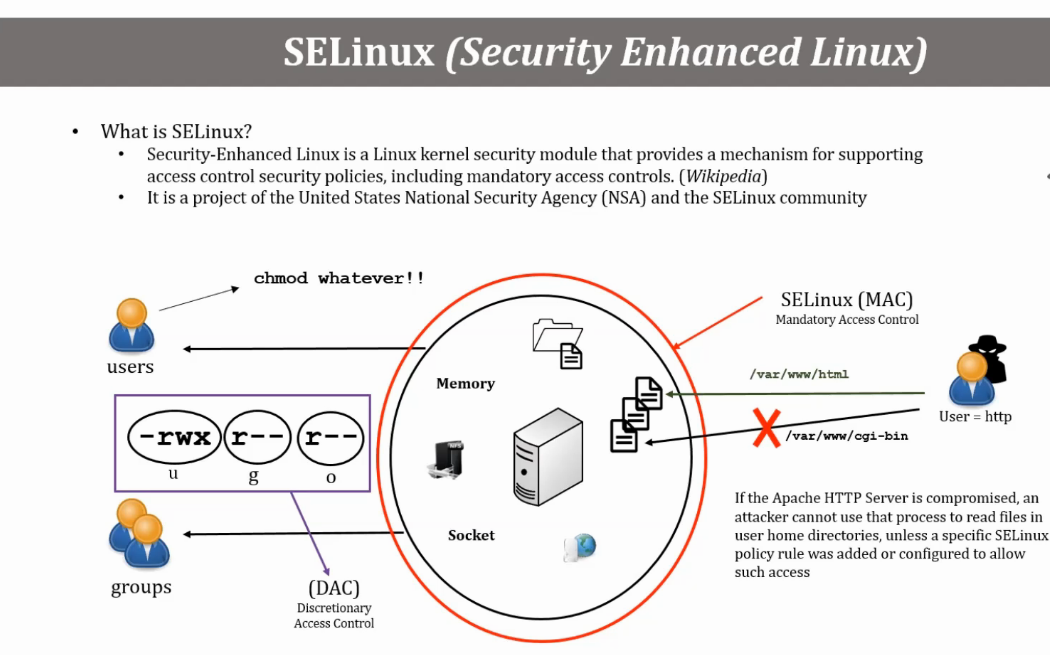 SELinux (Security Enhanced Linux)
• What is SELinux?
• Security-Enhanced Linux is a Linux kernel security module that provides a mechanism for supporting
access control security policies, including mandatory access controls. (Wikipedia)
• It is a project of the United States National Security Agency (NSA) and the SELinux community
chmod whatever!!
users
-rwx r-- r--
u g o
groups
(DAC)
Discretionary
Access Control
Memory
Socket
SELinux (MAC)
Mandatory Access Control
/var/www/html
/var/www/cgi-bin
User = http
If the Apache HTTP Server is compromised, an
attacker cannot use that process to read files in
user home directories, unless a specific SELinux
policy rule was added or configured to allow
such access